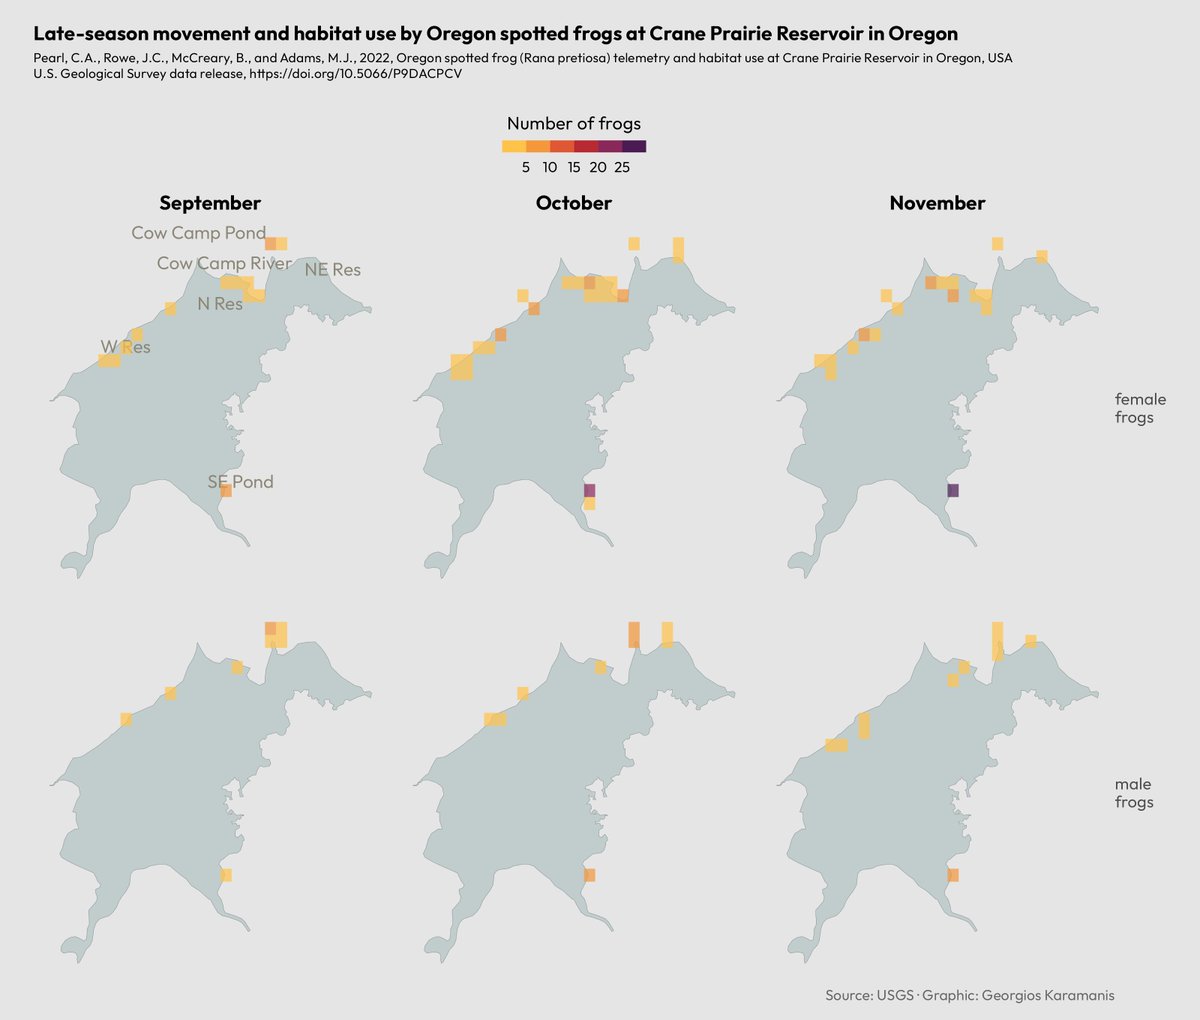 Late-season movement and habitat use by Oregon spotted frogs at Crane Prairie Reservoir in Oregon
Pearl, C.A., Rowe, J.C., McCreary, B., and Adams, M.J., 2022, Oregon spotted frog (Rana pretiosa) telemetry and habitat use at Crane Prairie Reservoir in Oregon, USA
U.S. Geological Survey data release, https://doi.org/10.5066/P9DACPCV
Number of frogs
5 10 15 20 25
September October November
Cow Camp Pond
Cow Camp River
NE Res
N Res
W Res
female
frogs
SE Pond
male
frogs
Source: USGS · Graphic: Georgios Karamanis